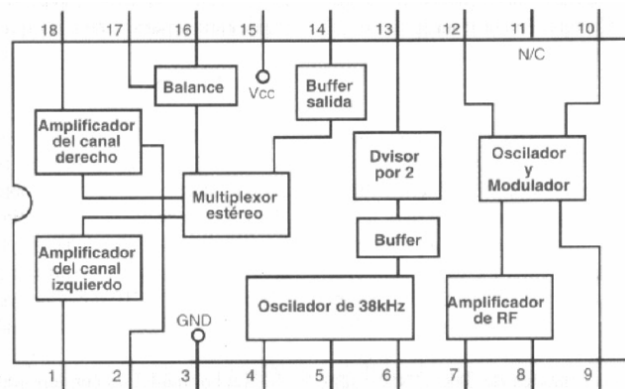 18 17 16 15 14 13 12 11 10
N/C
Balance
Vcc
Buffer
salida
Amplificador
del canal
derecho
Dvisor
por 2
Oscilador
y
Modulador
Multiplexor
estéreo
Buffer
Amplificador
del canal
izquierdo
GND
Oscilador de 38kHz
Amplificador
de RF
1 2 3 4 5 6 7 8 9